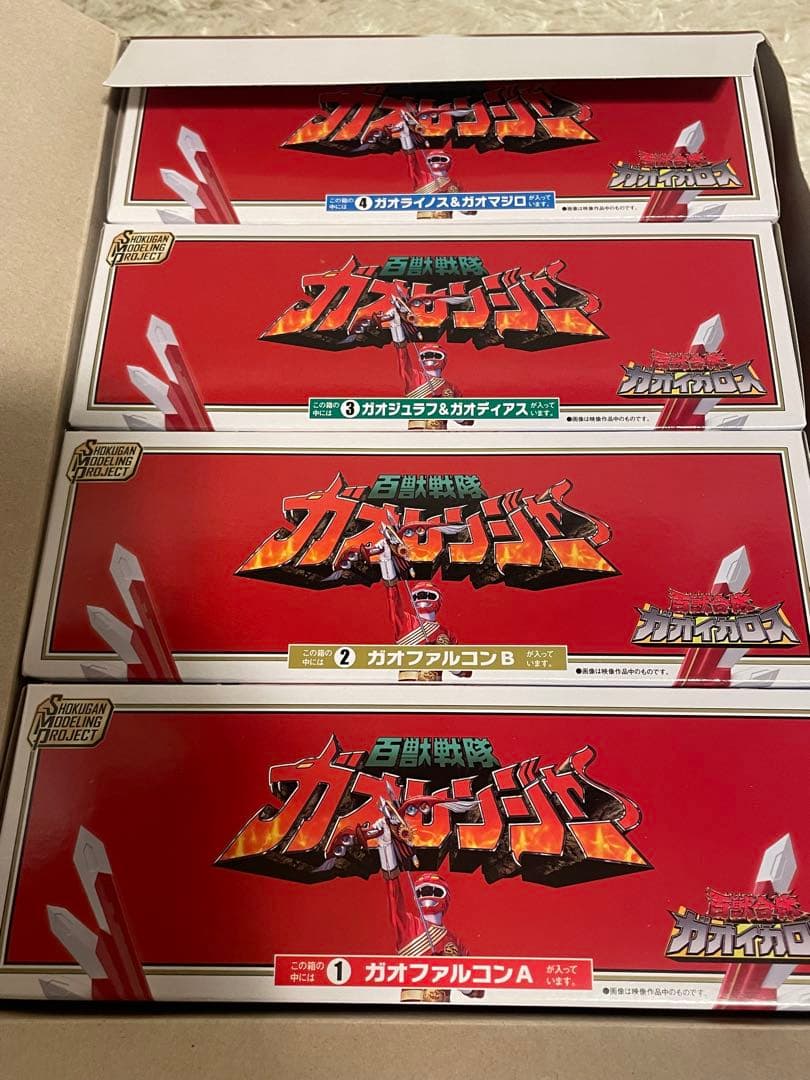 ガオレンジャー
百獣合体
ガオイカロス
この箱の
中には
4 ガオライノス&ガオマジロ
が入って
います。
●画像は映像作品中のものです。
SHOKUGAN
MODELING
PROJECT
百獣戦隊
ガオレンジャー
百獣合体
ガオイカロス
この箱の
中には
3 ガオジュラフ&ガオディアス
が入って
います。
●画像は映像作品中のものです。
SHOKUGAN
MODELING
PROJECT
百獣戦隊
ガオレンジャー
百獣合体
ガオイカロス
この箱の
中には
2 ガオファルコンB
が入って
います。
●画像は映像作品中のものです。
SHOKUGAN
MODELING
PROJECT
百獣戦隊
ガオレンジャー
百獣合体
ガオイカロス
この箱の
中には
1 ガオファルコンA
が入って
います。
●画像は映像作品中のものです。